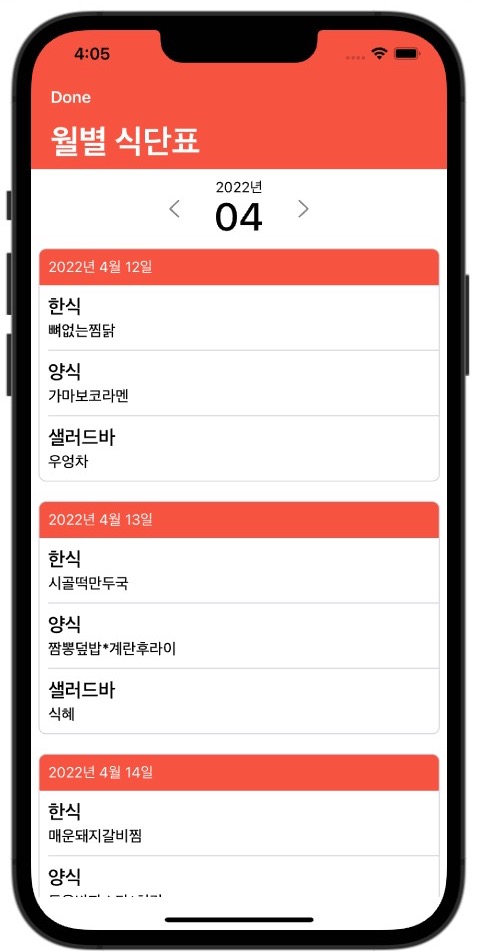 4:05
Done
월별 식단표
2022년
04
2022년 4월 12일
한식
뼈없는찜닭
양식
가마보코라멘
샐러드바
우엉차
2022년 4월 13일
한식
시골떡만두국
양식
짬뽕덮밥*계란후라이
샐러드바
식혜
2022년 4월 14일
한식
매운돼지갈비찜
양식